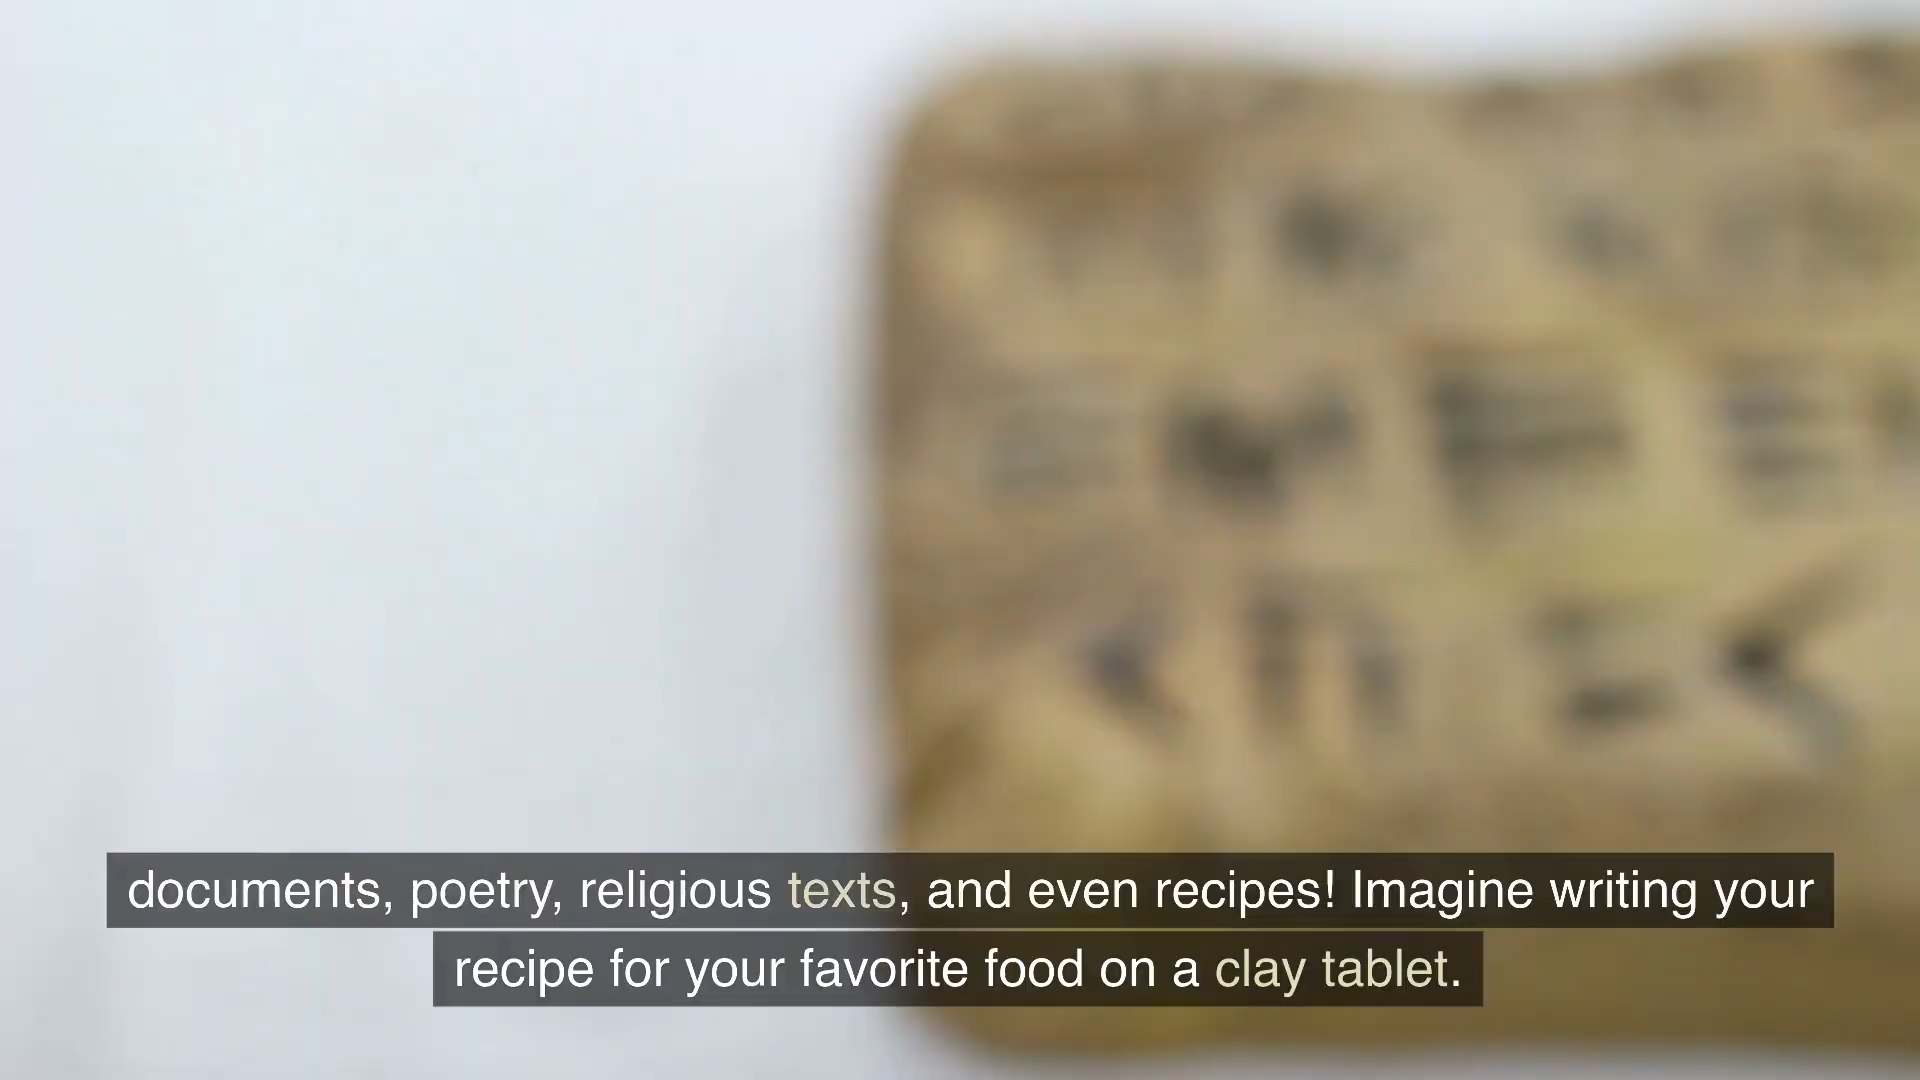 documents, poetry, religious texts, and even recipes! Imagine writing your
recipe for your favorite food on a clay tablet.